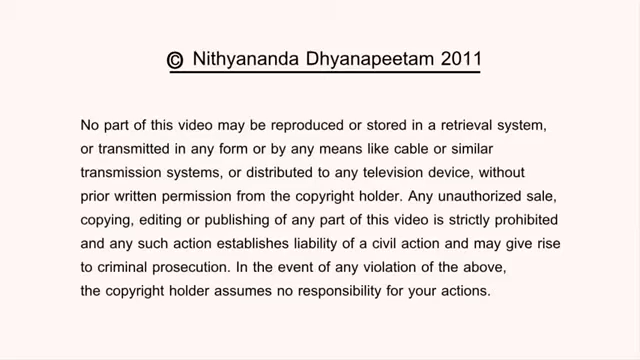 © Nithyananda Dhyanapeetam 2011
No part of this video may be reproduced or stored in a retrieval system,
or transmitted in any form or by any means like cable or similar
transmission systems, or distributed to any television device, without
prior written permission from the copyright holder. Any unauthorized sale,
copying, editing or publishing of any part of this video is strictly prohibited
and any such action establishes liability of a civil action and may give rise
to criminal prosecution. In the event of any violation of the above,
the copyright holder assumes no responsibility for your actions.